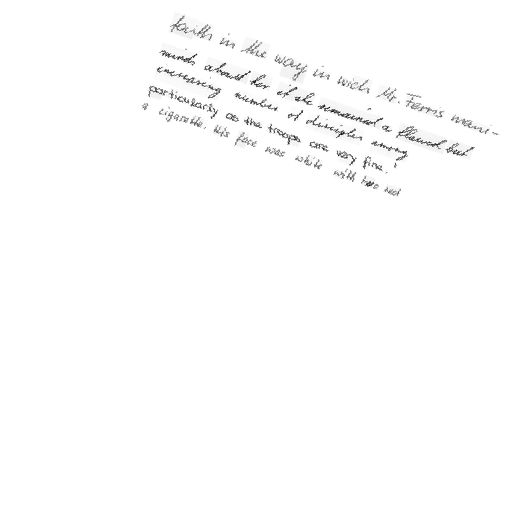 faults in the way in wich Mr. Ferris mani-
minds about her if she remained a flawed but
increasing number of disciples among
particularly as the troops are very fine.'
a cigarette. His face was white with two red